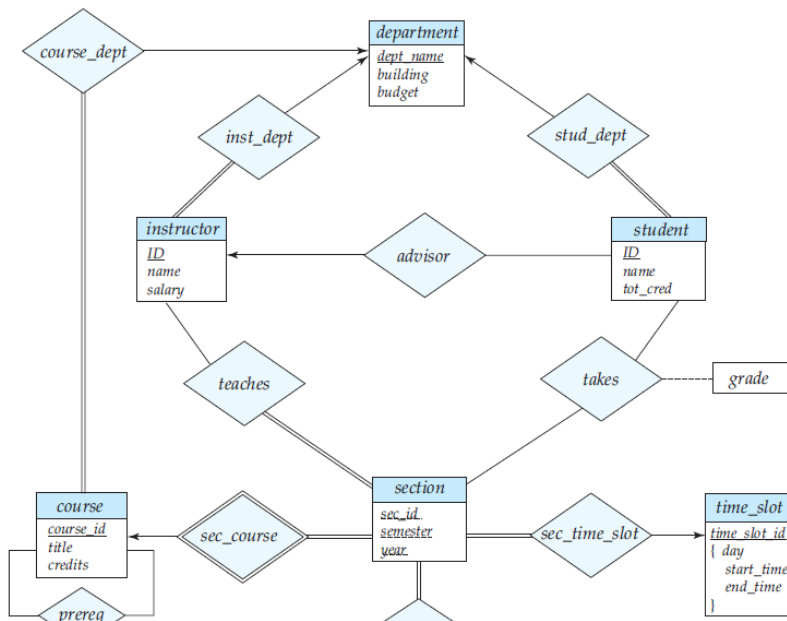 department
course_dept
dept_name
building
budget
inst_dept
stud_dept
instructor
ID
name
salary
advisor
student
ID
name
tot_cred
teaches
takes
grade
section
sec_id
semester
year
course
course_id
title
credits
sec_course
sec_time_slot
time_slot
time_slot_id
{ day
start_time
end_time
}
prereq